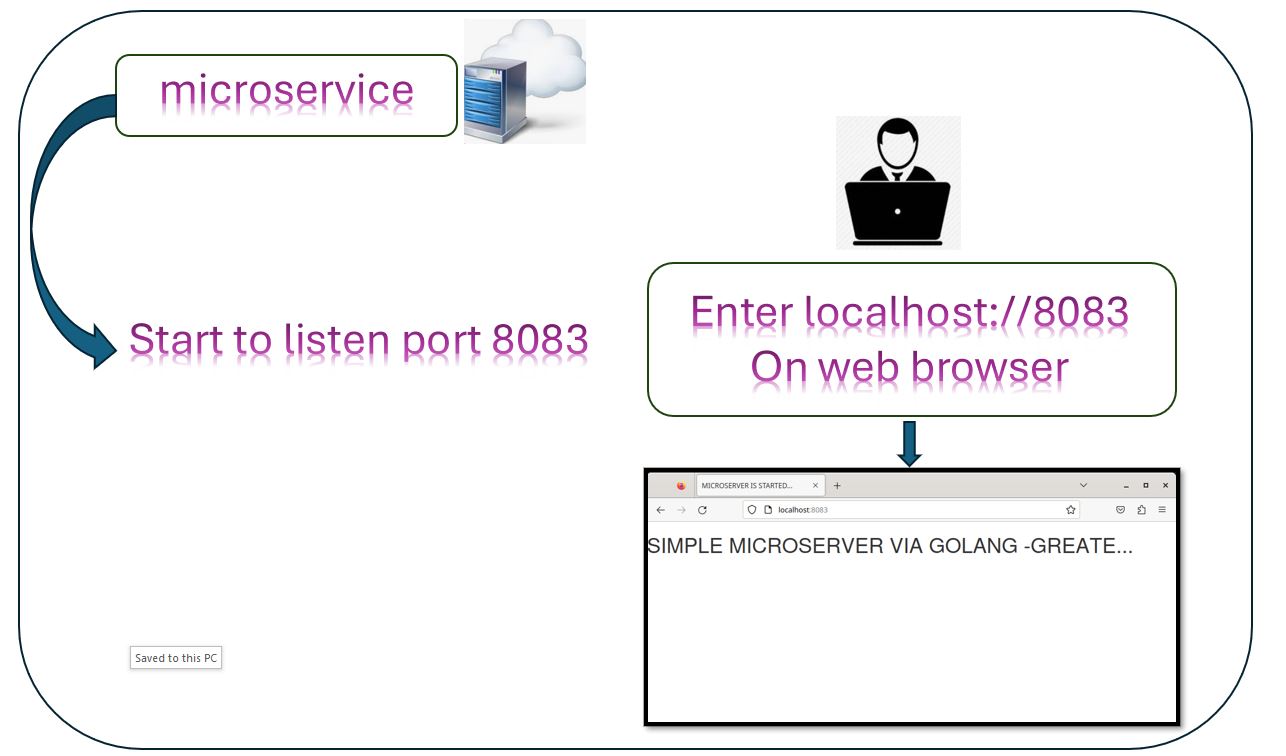 microservice
Start to listen port 8083
Enter localhost://8083
On web browser
MICROSERVER IS STARTED...
localhost:8083
SIMPLE MICROSERVER VIA GOLANG -GREATE...
Saved to this PC